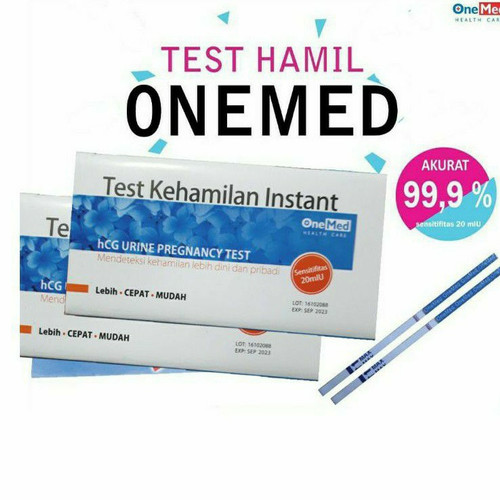 OneMed
HEALTH CARE
TEST HAMIL
ONEMED
AKURAT
99,9 %
sensitifitas 20 mIU
Test Kehamilan Instant
OneMed
HEALTH CARE
hCG URINE PREGNANCY TEST
Mendeteksi kehamilan lebih dini dan pribadi
Sensitifitas
20mIU
Lebih • CEPAT • MUDAH
LOT: 16102088
EXP: SEP 2023
Te
hCG
Mend
Lebih • CEPAT • MUDAH
LOT: 16102088
EXP: SEP 2023